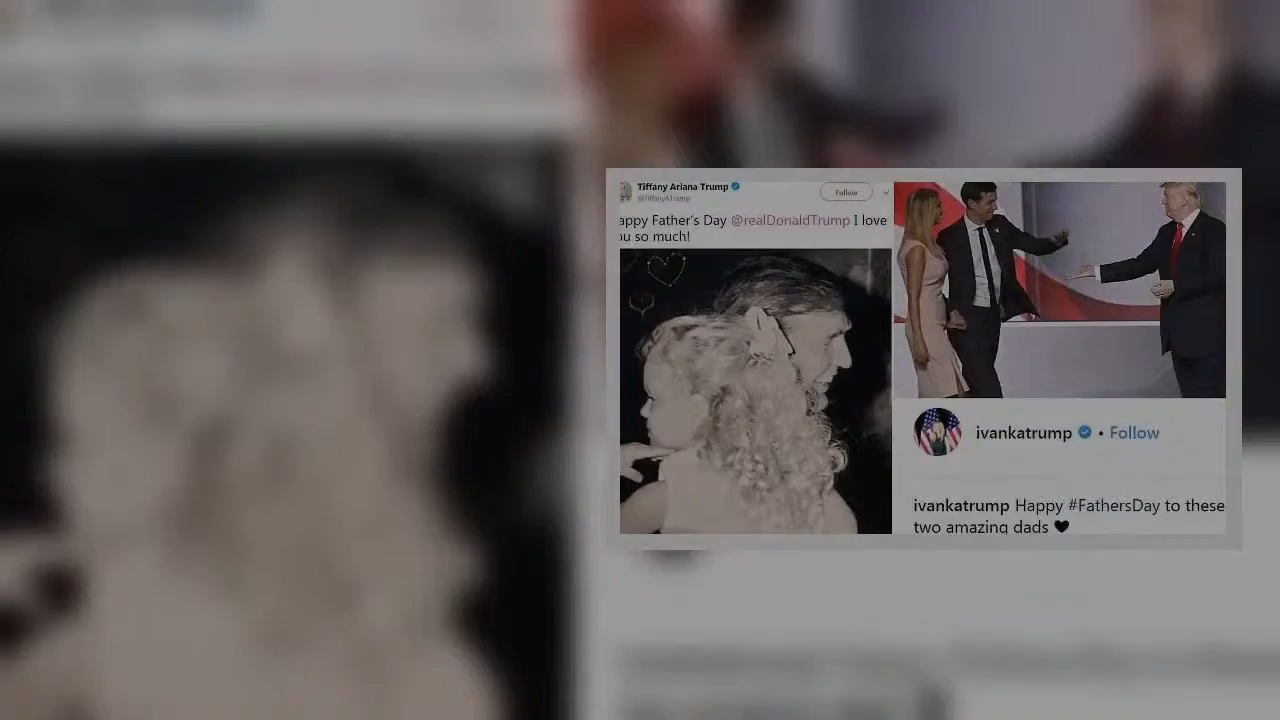 Tiffany Ariana Trump
Follow
@TiffanyATrump
appy Father's Day @realDonaldTrump I love
ou so much!
ivankatrump • Follow
ivankatrump Happy #FathersDay to these
two amazing dads 🖤